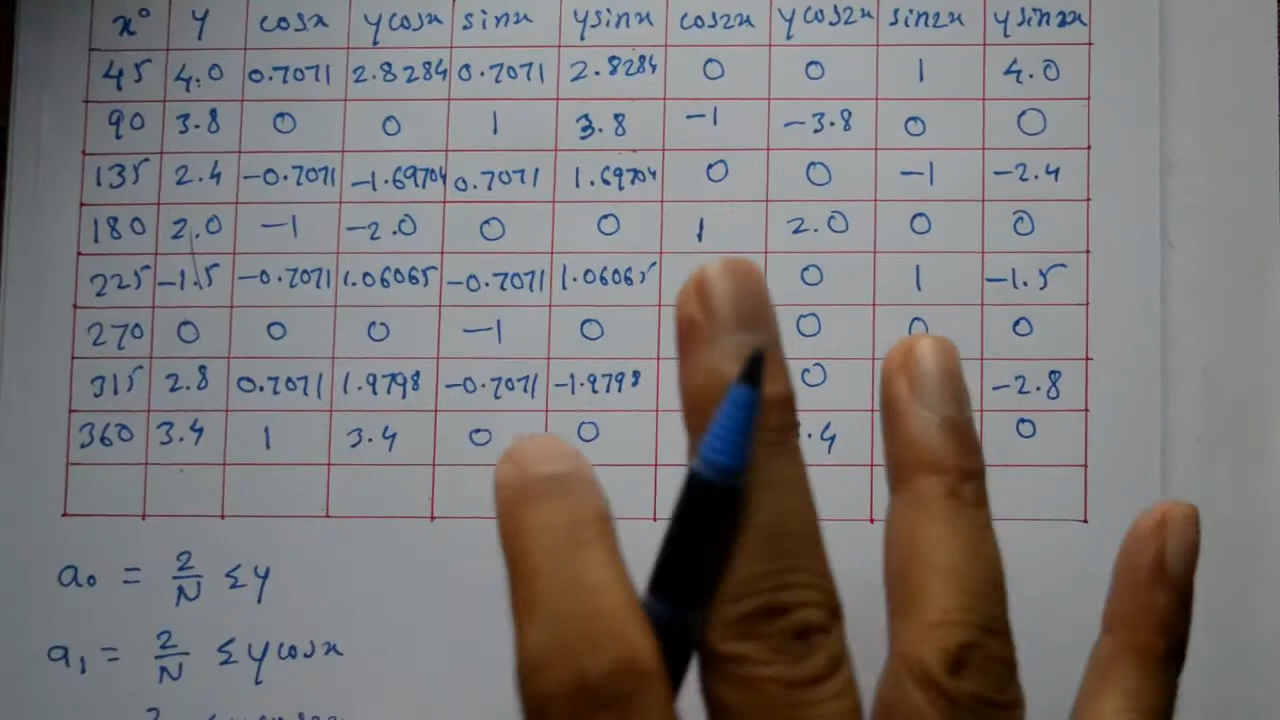 x° y cosx ycosx sinx ysinx cos2x ycos2x sin2x ysin2x
45 4.0 0.7071 2.8284 0.7071 2.8284 0 0 1 4.0
90 3.8 0 0 1 3.8 -1 -3.8 0 0
135 2.4 -0.7071 -1.69704 0.7071 1.69704 0 0 -1 -2.4
180 2.0 -1 -2.0 0 0 1 2.0 0 0
225 -1.5 -0.7071 1.06065 -0.7071 1.06065 0 1 -1.5
270 0 0 0 -1 0 0 0 0
315 2.8 0.7071 1.9798 -0.7071 -1.9798 0 -2.8
360 3.4 1 3.4 0 0 .4 0
a₀ = 2/N Σy
a₁ = 2/N Σycosx